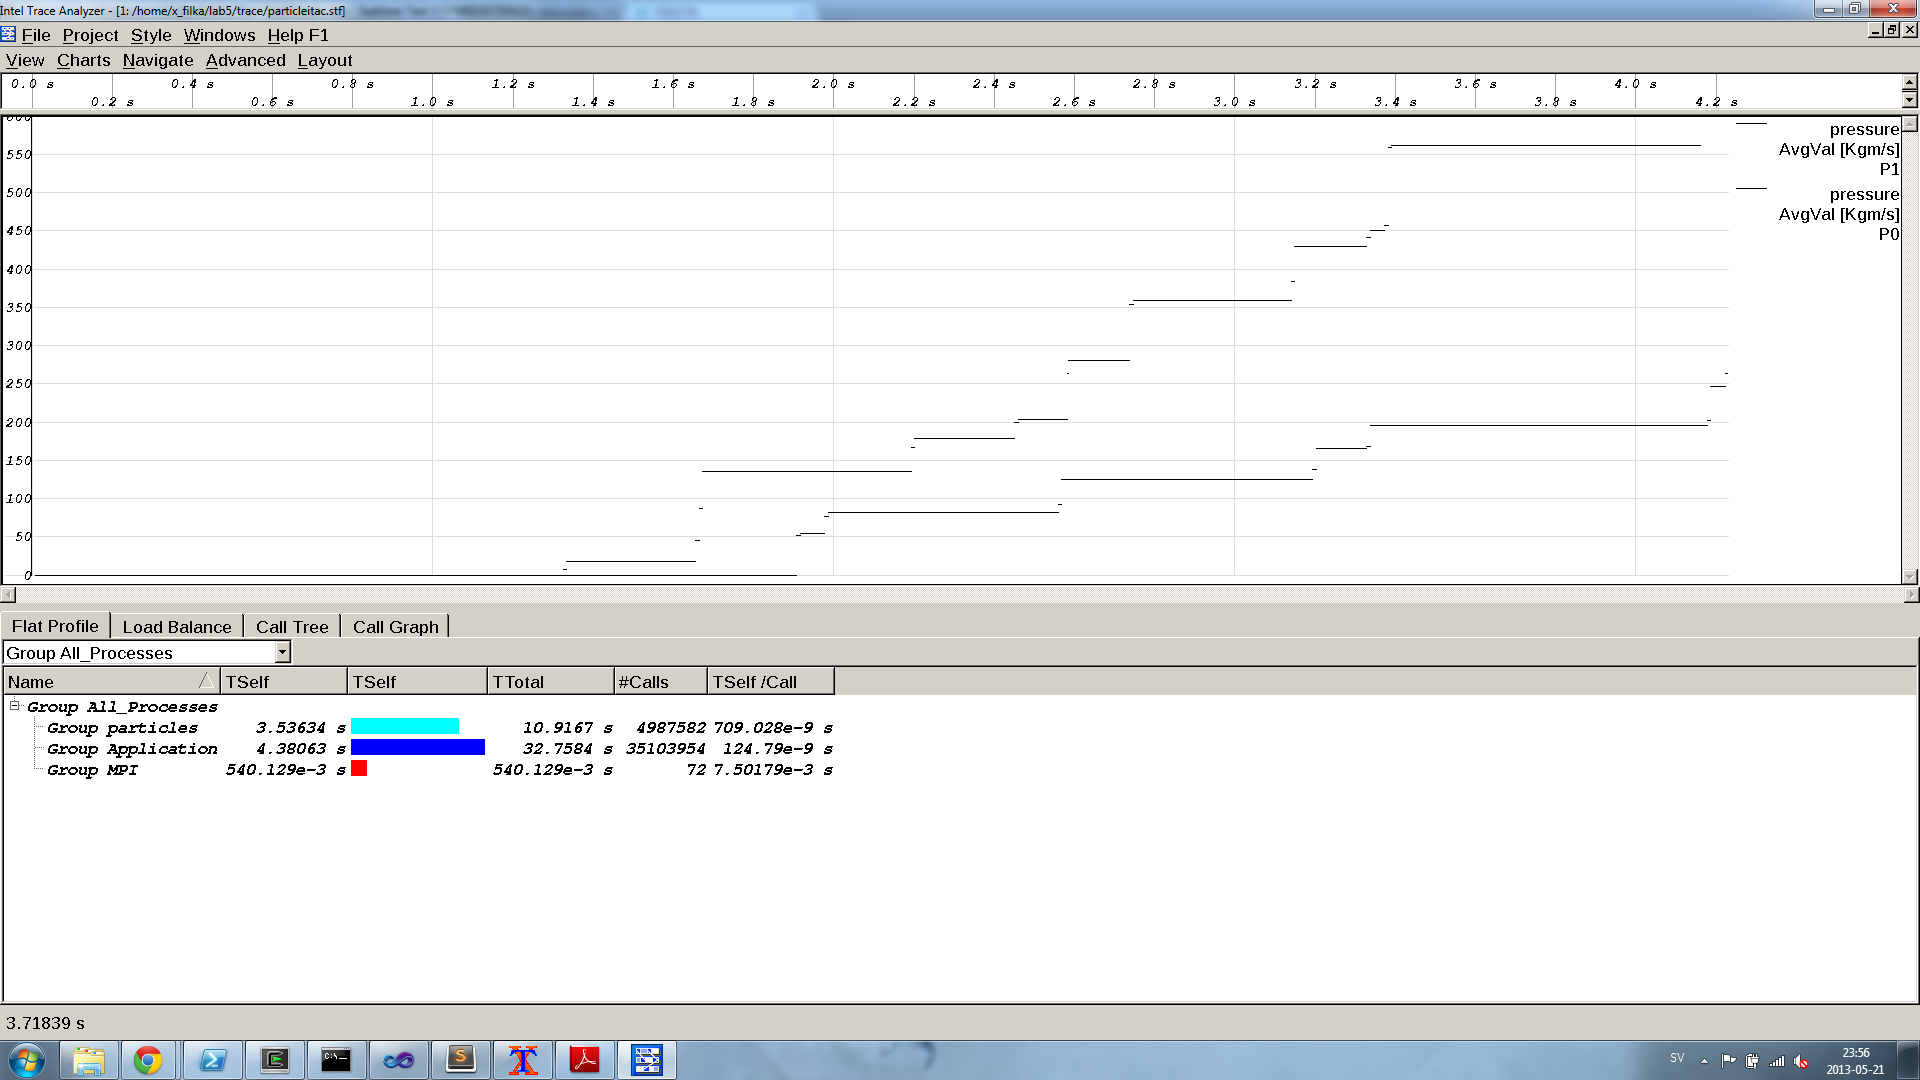 Intel Trace Analyzer - [1: /home/x_filka/lab5/trace/particleitac.stf]
File Project Style Windows Help F1
View Charts Navigate Advanced Layout
0.0 s 0.4 s 0.8 s 1.2 s 1.6 s 2.0 s 2.4 s 2.8 s 3.2 s 3.6 s 4.0 s
0.2 s 0.6 s 1.0 s 1.4 s 1.8 s 2.2 s 2.6 s 3.0 s 3.4 s 3.8 s 4.2 s
600
550
500
450
400
350
300
250
200
150
100
50
0
pressure
AvgVal [Kgm/s]
P1
pressure
AvgVal [Kgm/s]
P0
Flat Profile Load Balance Call Tree Call Graph
Group All_Processes
Name TSelf TSelf TTotal #Calls TSelf /Call
Group All_Processes
Group particles 3.53634 s 10.9167 s 4987582 709.028e-9 s
Group Application 4.38063 s 32.7584 s 35103954 124.79e-9 s
Group MPI 540.129e-3 s 540.129e-3 s 72 7.50179e-3 s
3.71839 s
SV
23:56
2013-05-21